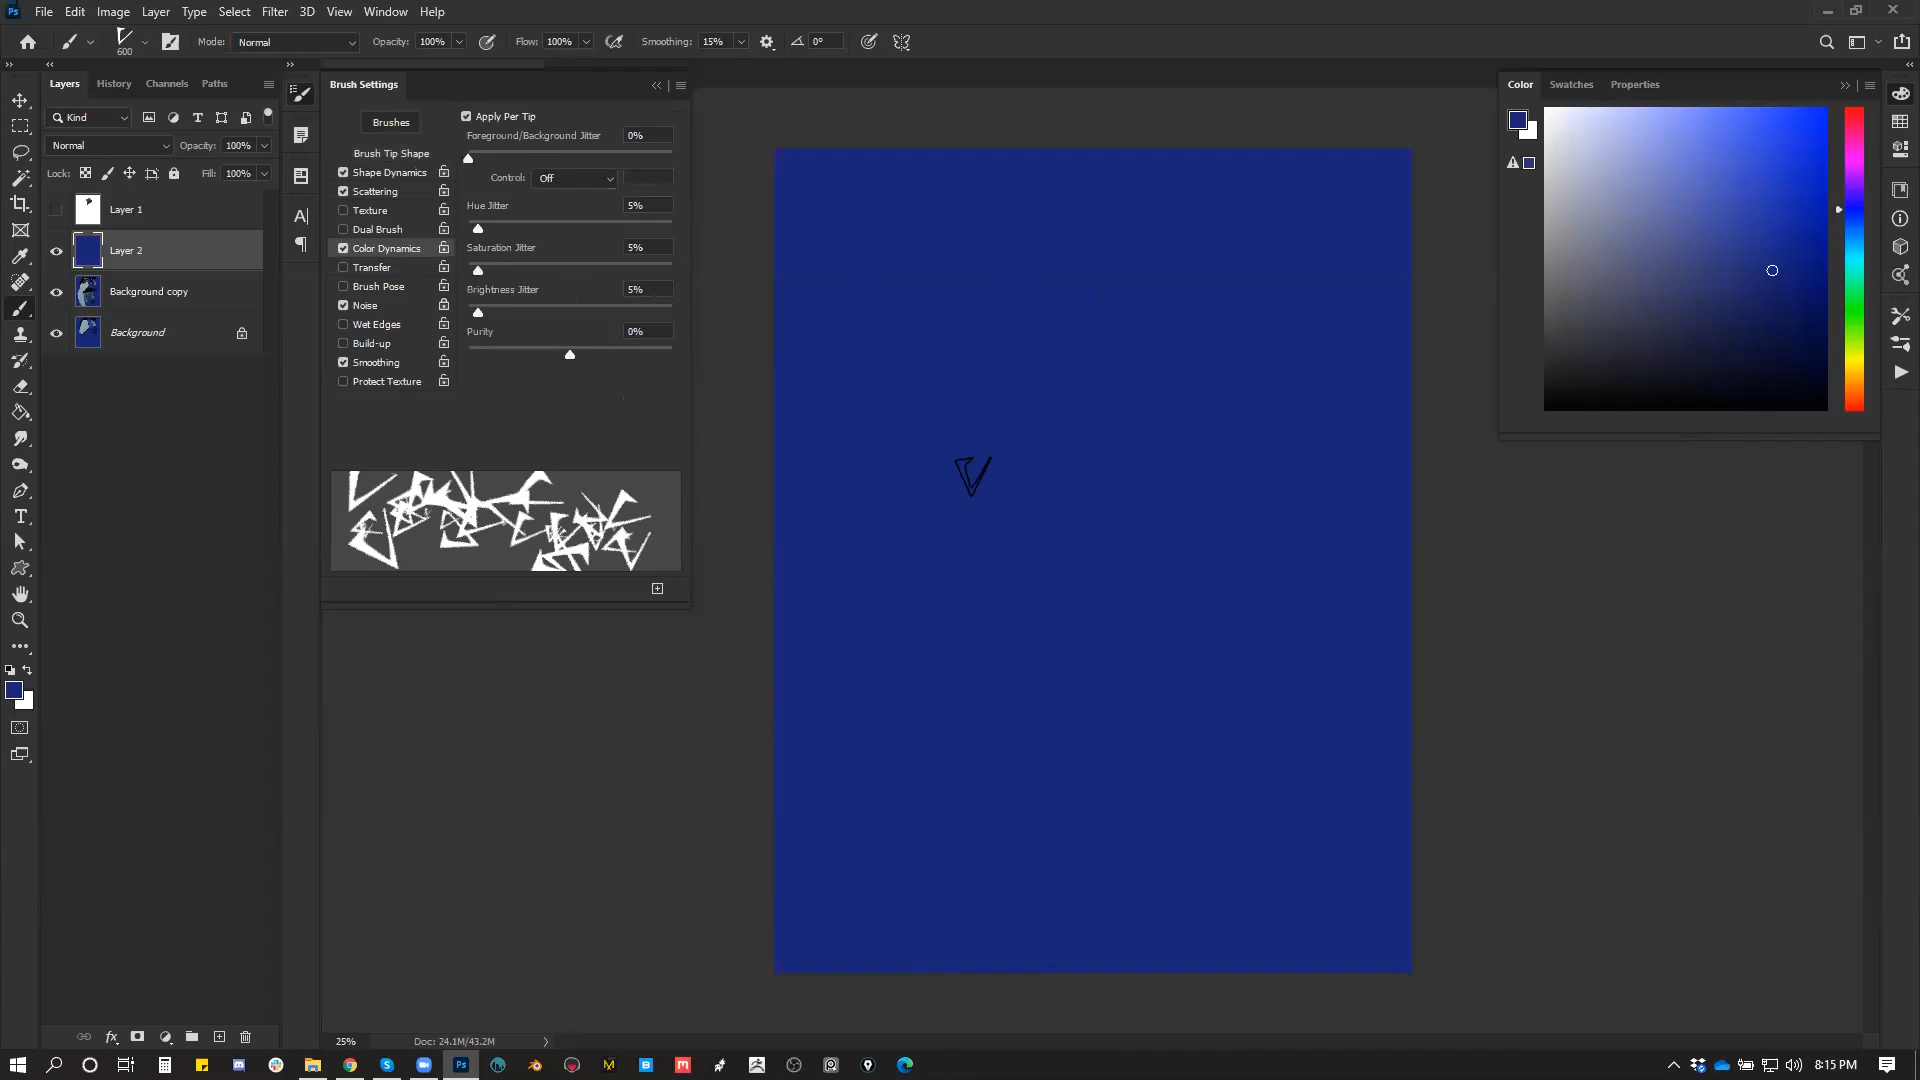 Ps File Edit Image Layer Type Select Filter 3D View Window Help
600 Mode: Normal Opacity: 100% Flow: 100% Smoothing: 15% 0°
Layers History Channels Paths
Kind
Normal Opacity: 100%
Lock: Fill: 100%
Layer 1
Layer 2
Background copy
Background
Brush Settings
Brushes
Brush Tip Shape
Shape Dynamics
Scattering
Texture
Dual Brush
Color Dynamics
Transfer
Brush Pose
Noise
Wet Edges
Build-up
Smoothing
Protect Texture
Apply Per Tip
Foreground/Background Jitter 0%
Control: Off
Hue Jitter 5%
Saturation Jitter 5%
Brightness Jitter 5%
Purity 0%
Color Swatches Properties
25% Doc: 24.1M/43.2M
8:15 PM